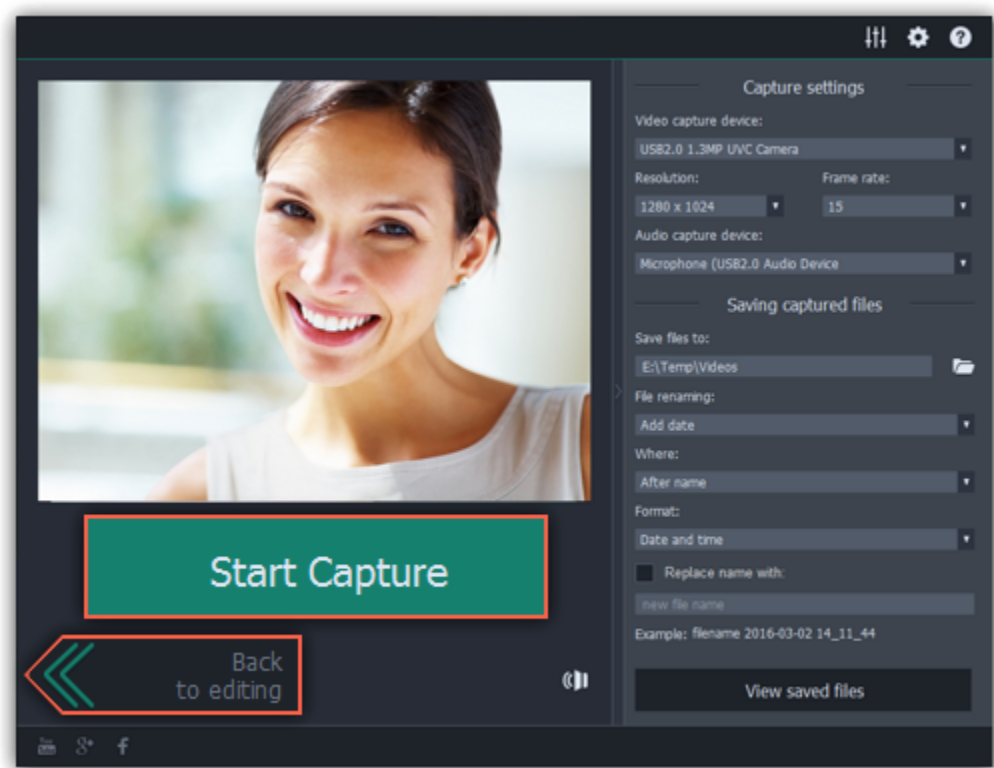 Capture settings
Video capture device:
USB2.0 1.3MP UVC Camera
Resolution: Frame rate:
1280 x 1024 15
Audio capture device:
Microphone (USB2.0 Audio Device
Saving captured files
Save files to:
E:\Temp\Videos
File renaming:
Add date
Where:
After name
Format:
Date and time
Replace name with:
new file name
Example: filename 2016-03-02 14_11_44
View saved files
Start Capture
Back
to editing